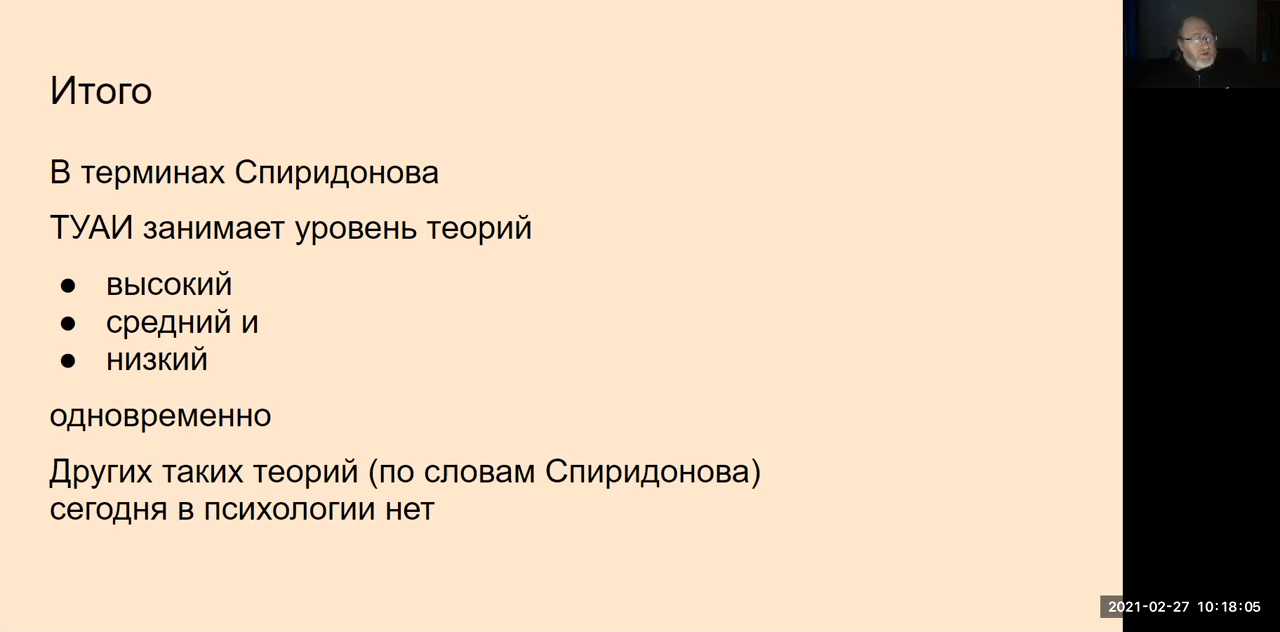 Итого
В терминах Спиридонова
ТУАИ занимает уровень теорий
● высокий
● средний и
● низкий
одновременно
Других таких теорий (по словам Спиридонова)
сегодня в психологии нет
2021-02-27 10:18:05